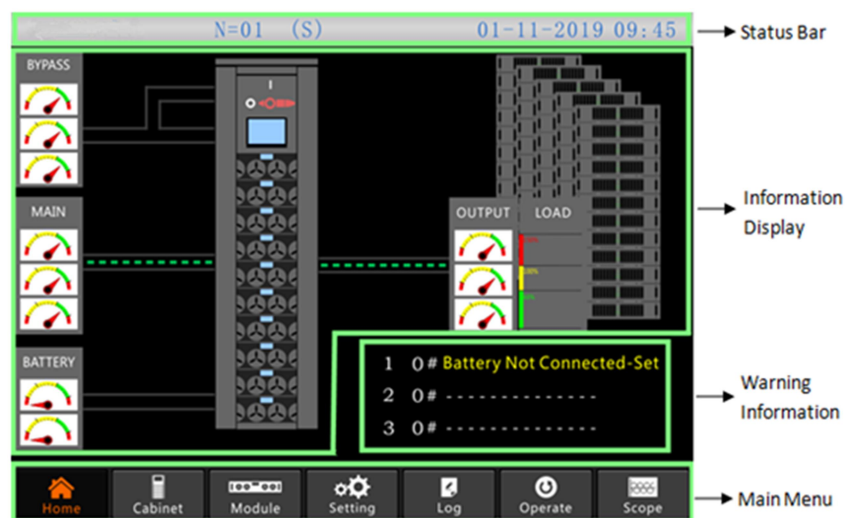 N=01 (S) 01-11-2019 09:45
Status Bar
BYPASS
MAIN
OUTPUT LOAD
100%
Information
Display
BATTERY
1 0# Battery Not Connected-Set
2 0# - - - - - - - - - - - - - -
3 0# - - - - - - - - - - - - - -
Warning
Information
Home Cabinet Module Setting Log Operate Scope
Main Menu